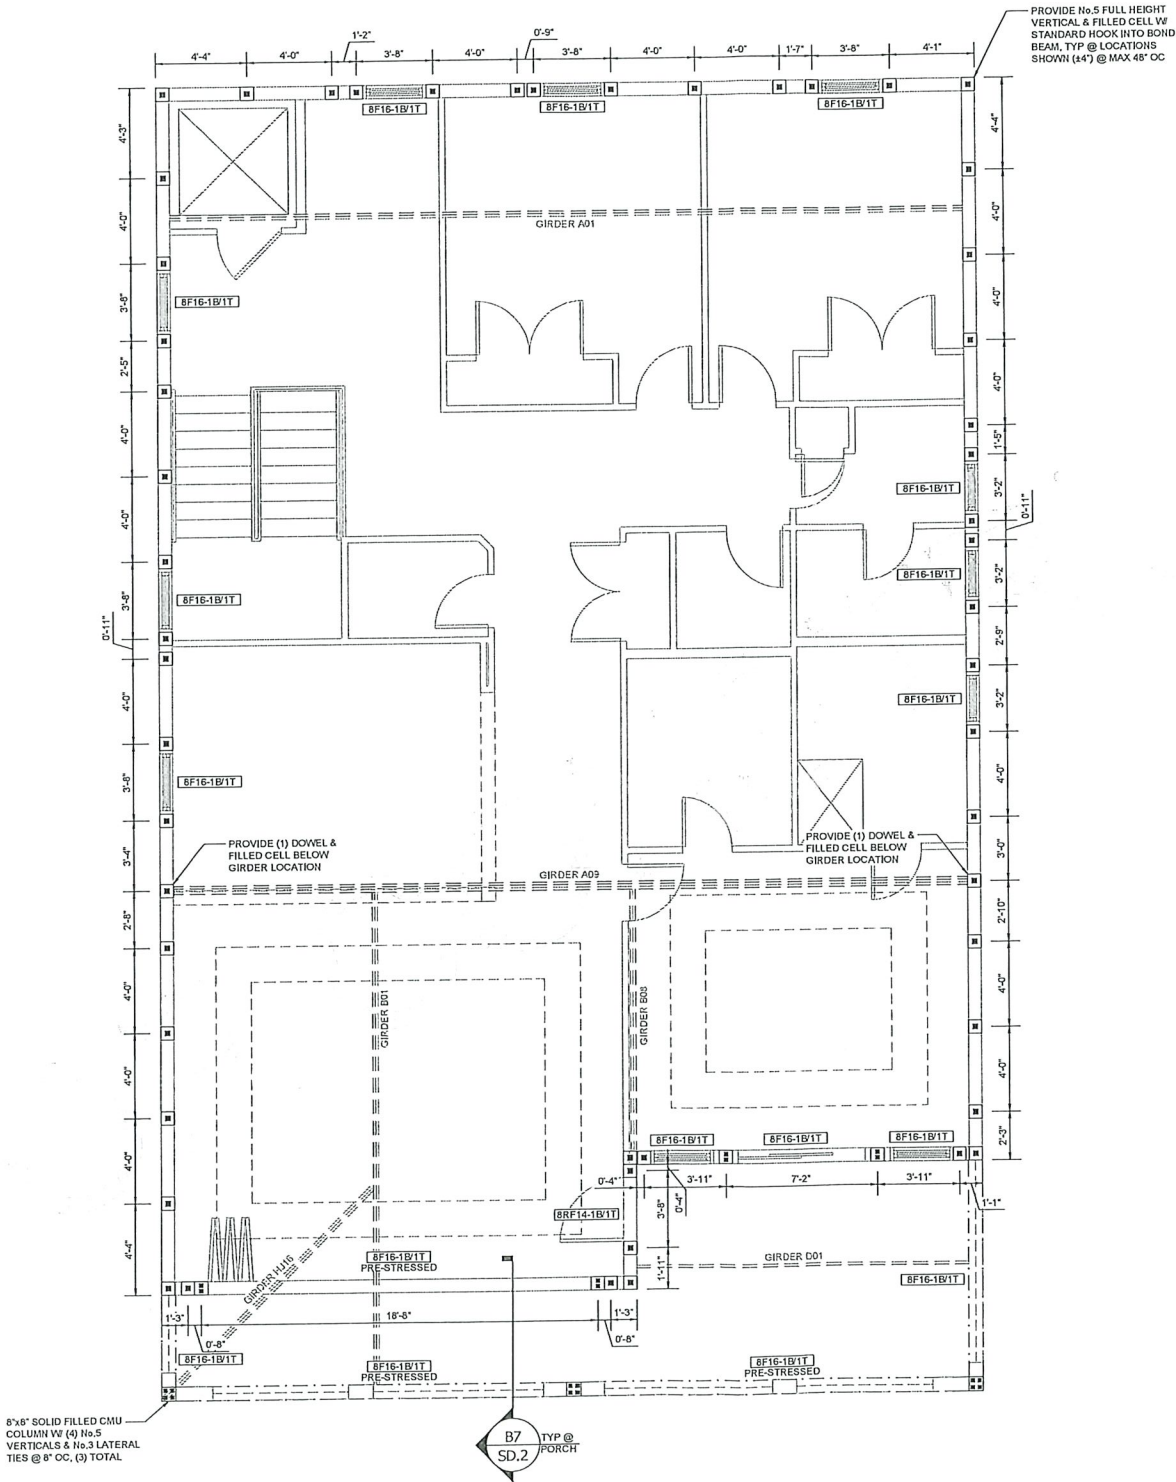 PROVIDE No.5 FULL HEIGHT
VERTICAL & FILLED CELL W/
STANDARD HOOK INTO BOND
BEAM, TYP @ LOCATIONS
SHOWN (±4") @ MAX 48" OC
1'-2"
0'-9"
4'-4"
4'-0"
3'-8"
4'-0"
3'-8"
4'-0"
4'-0"
1'-7"
3'-8"
4'-1"
8F16-1B/1T
8F16-1B/1T
8F16-1B/1T
4'-3"
4'-4"
4'-0"
4'-0"
GIRDER A01
8F16-1B/1T
3'-8"
4'-0"
2'-5"
4'-0"
4'-0"
1'-5"
8F16-1B/1T
3'-2"
0'-11"
4'-0"
8F16-1B/1T
3'-2"
8F16-1B/1T
3'-8"
0'-11"
2'-9"
4'-0"
8F16-1B/1T
3'-2"
8F16-1B/1T
3'-8"
4'-0"
PROVIDE (1) DOWEL &
FILLED CELL BELOW
GIRDER LOCATION
PROVIDE (1) DOWEL &
FILLED CELL BELOW
GIRDER LOCATION
3'-4"
3'-0"
GIRDER A09
2'-8"
2'-10"
4'-0"
GIRDER B01
GIRDER B08
4'-0"
4'-0"
4'-0"
4'-0"
2'-3"
8F16-1B/1T
8F16-1B/1T
8F16-1B/1T
0'-4"
3'-11"
7'-2"
3'-11"
1'-1"
3'-8"
0'-4"
8RF14-1B/1T
4'-4"
8F16-1B/1T
PRE-STRESSED
GIRDER HJ16
1'-11"
GIRDER D01
8F16-1B/1T
1'-3"
18'-8"
1'-3"
0'-8"
0'-8"
8F16-1B/1T
8F16-1B/1T
PRE-STRESSED
8F16-1B/1T
PRE-STRESSED
8"x8" SOLID FILLED CMU
COLUMN W/ (4) No.5
VERTICALS & No.3 LATERAL
TIES @ 8" OC, (3) TOTAL
B7
SD.2
TYP @
PORCH